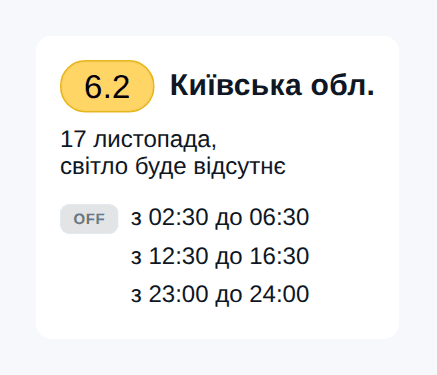 6.2 Київська обл.
17 листопада,
світло буде відсутнє
OFF з 02:30 до 06:30
з 12:30 до 16:30
з 23:00 до 24:00